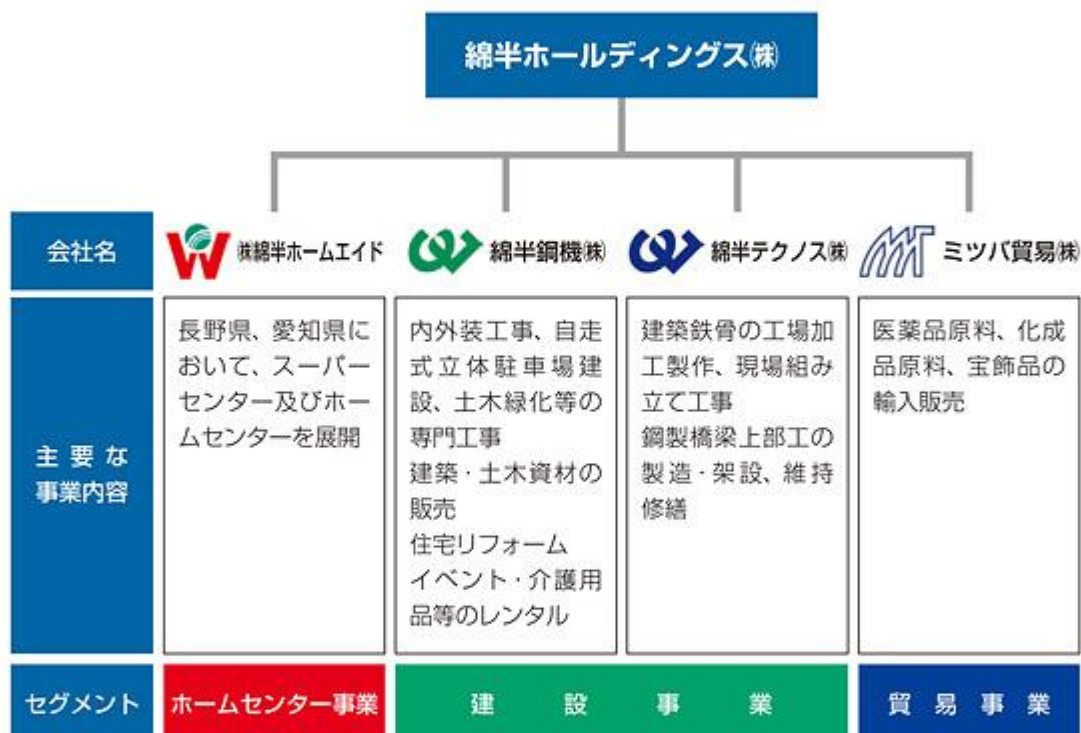 綿半ホールディングス㈱
会社名
㈱綿半ホームエイド
綿半鋼機㈱
綿半テクノス㈱
ミツバ貿易㈱
主要な
事業内容
長野県、愛知県に
おいて、スーパー
センター及びホー
ムセンターを展開
内外装工事、自走
式立体駐車場建
設、土木緑化等の
専門工事
建築・土木資材の
販売
住宅リフォーム
イベント・介護用
品等のレンタル
建築鉄骨の工場加
工製作、現場組み
立て工事
鋼製橋梁上部工の
製造・架設、維持
修繕
医薬品原料、化成
品原料、宝飾品の
輸入販売
セグメント
ホームセンター事業
建設事業
貿易事業